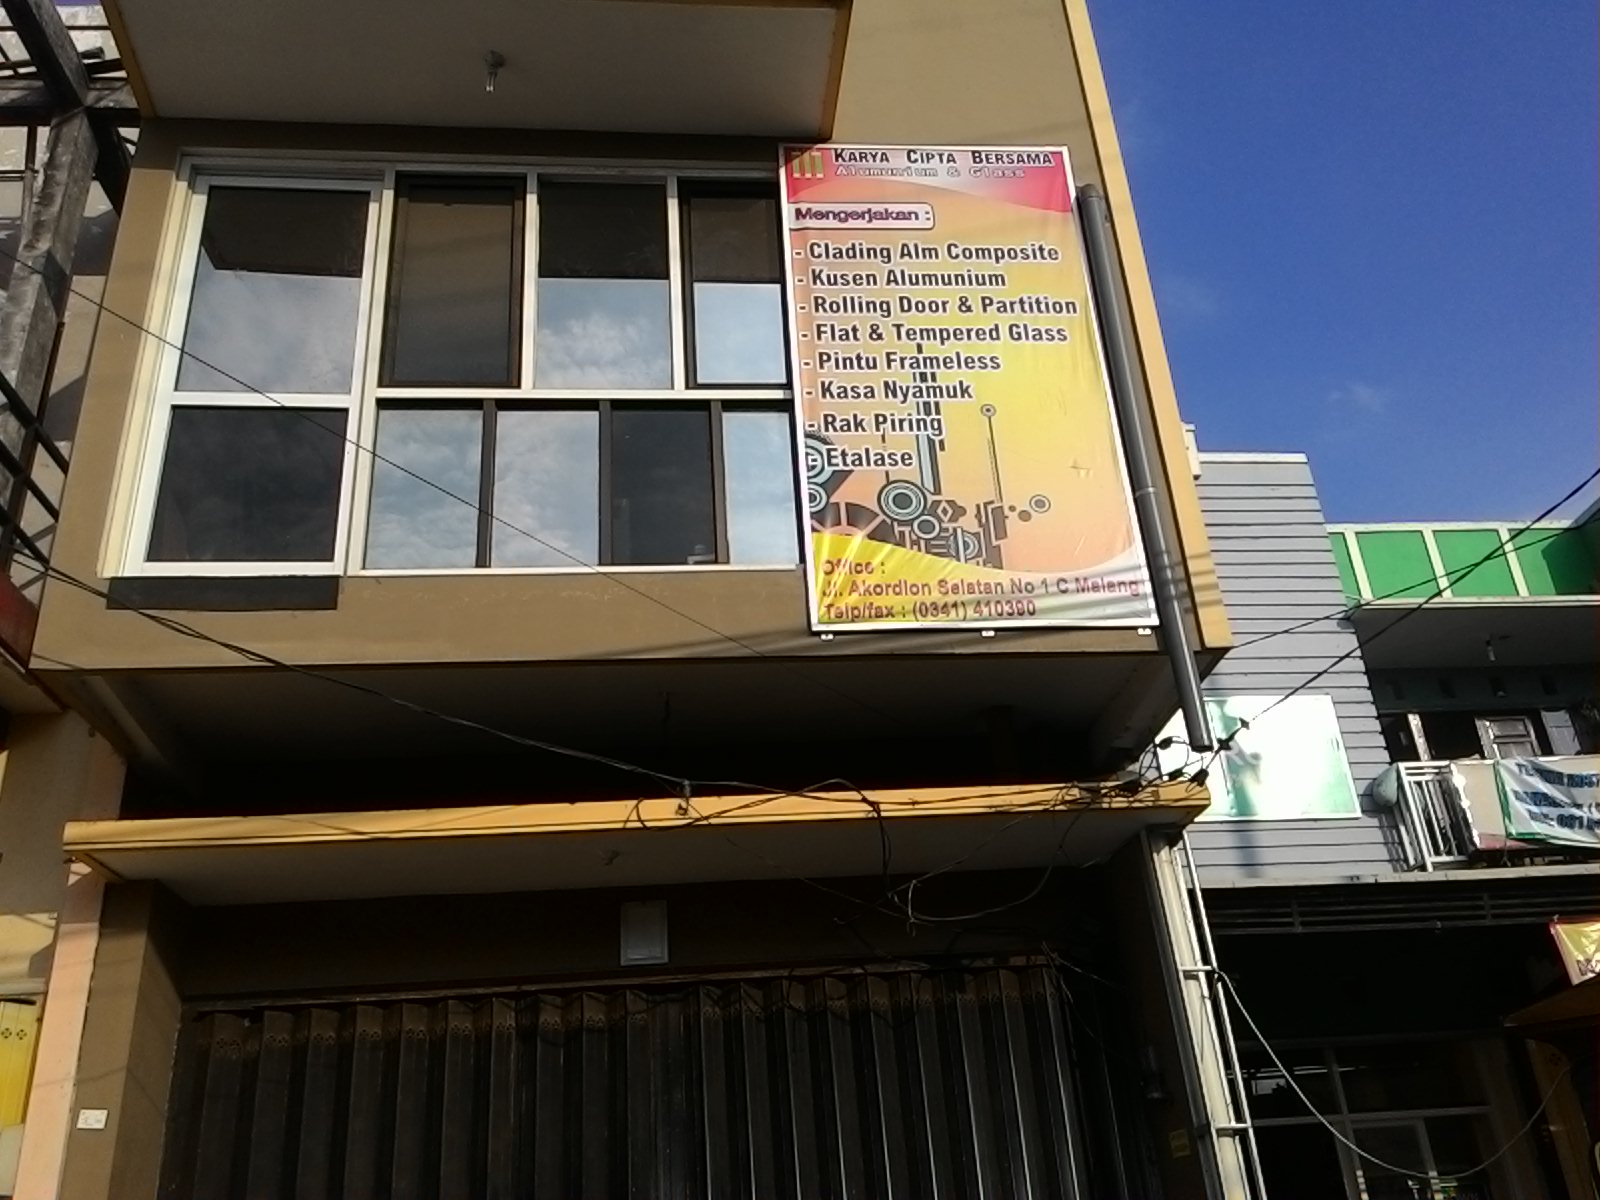 KARYA CIPTA BERSAMA
Alumunium & Glass
Mengerjakan :
- Clading Alm Composite
- Kusen Alumunium
- Rolling Door & Partition
- Flat & Tempered Glass
- Pintu Frameless
- Kasa Nyamuk
- Rak Piring
- Etalase
Office :
Jl. Akordion Selatan No 1 C Malang
Telp/fax : (0341) 410390